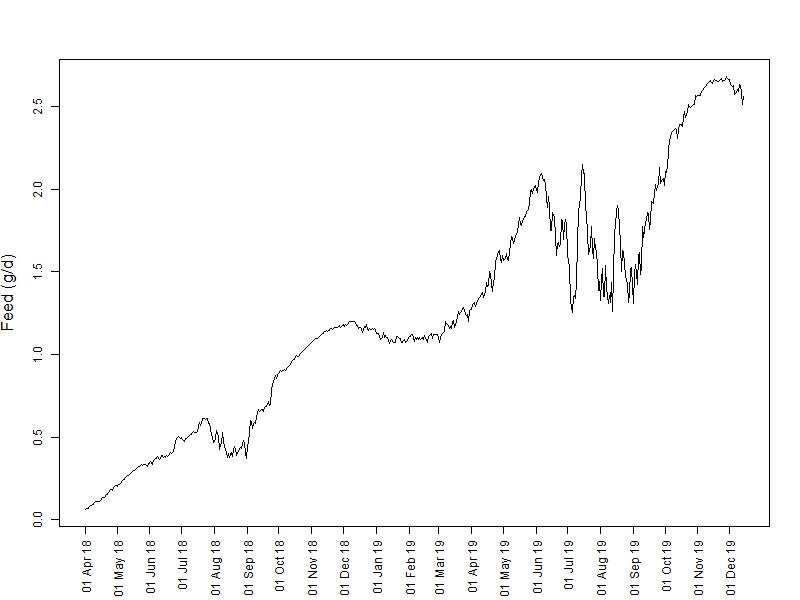 Feed (g/d)
2.5
2.0
1.5
1.0
0.5
0.0
01 Apr 18
01 May 18
01 Jun 18
01 Jul 18
01 Aug 18
01 Sep 18
01 Oct 18
01 Nov 18
01 Dec 18
01 Jan 19
01 Feb 19
01 Mar 19
01 Apr 19
01 May 19
01 Jun 19
01 Jul 19
01 Aug 19
01 Sep 19
01 Oct 19
01 Nov 19
01 Dec 19